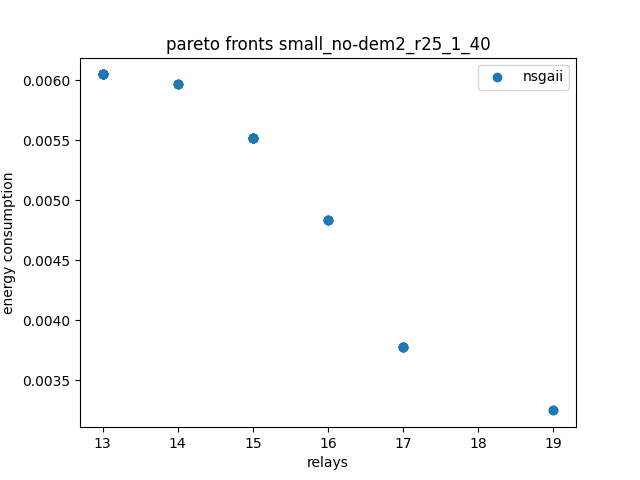 pareto fronts small_no-dem2_r25_1_40
nsgaii
energy consumption
0.0060
0.0055
0.0050
0.0045
0.0040
0.0035
13 14 15 16 17 18 19
relays